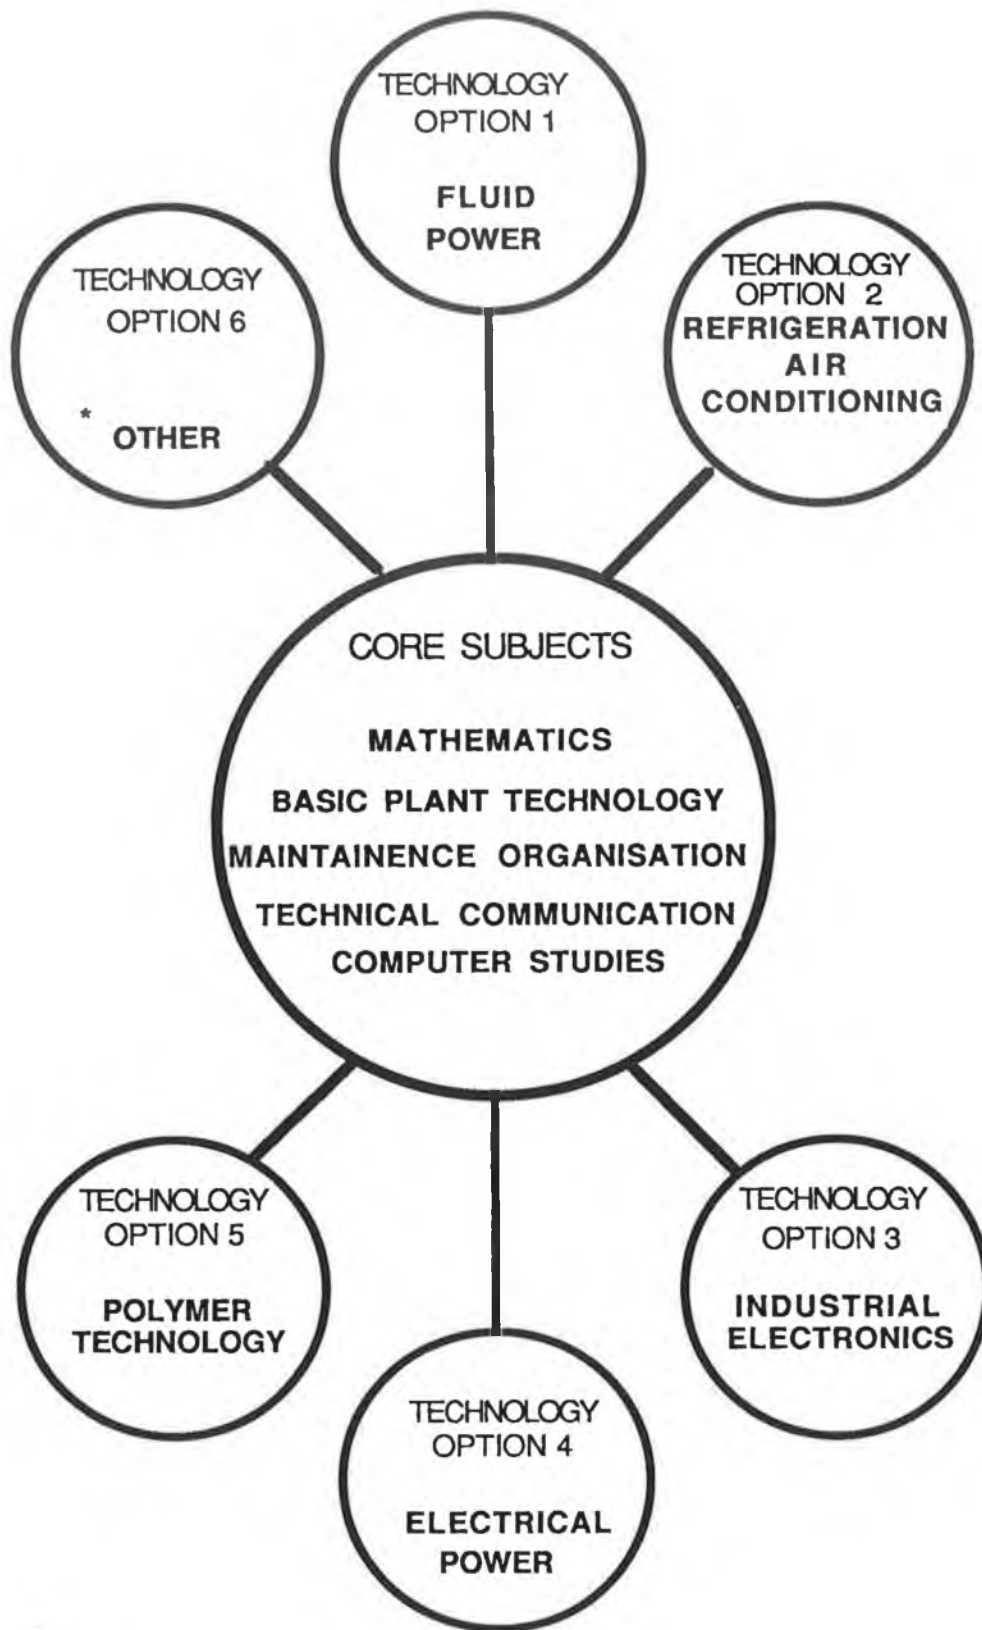 TECHNOLOGY
OPTION 1
FLUID
POWER
TECHNOLOGY
OPTION 2
REFRIGERATION
AIR
CONDITIONING
TECHNOLOGY
OPTION 6
*
OTHER
CORE SUBJECTS
MATHEMATICS
BASIC PLANT TECHNOLOGY
MAINTAINENCE ORGANISATION
TECHNICAL COMMUNICATION
COMPUTER STUDIES
TECHNOLOGY
OPTION 5
POLYMER
TECHNOLOGY
TECHNOLOGY
OPTION 3
INDUSTRIAL
ELECTRONICS
TECHNOLOGY
OPTION 4
ELECTRICAL
POWER